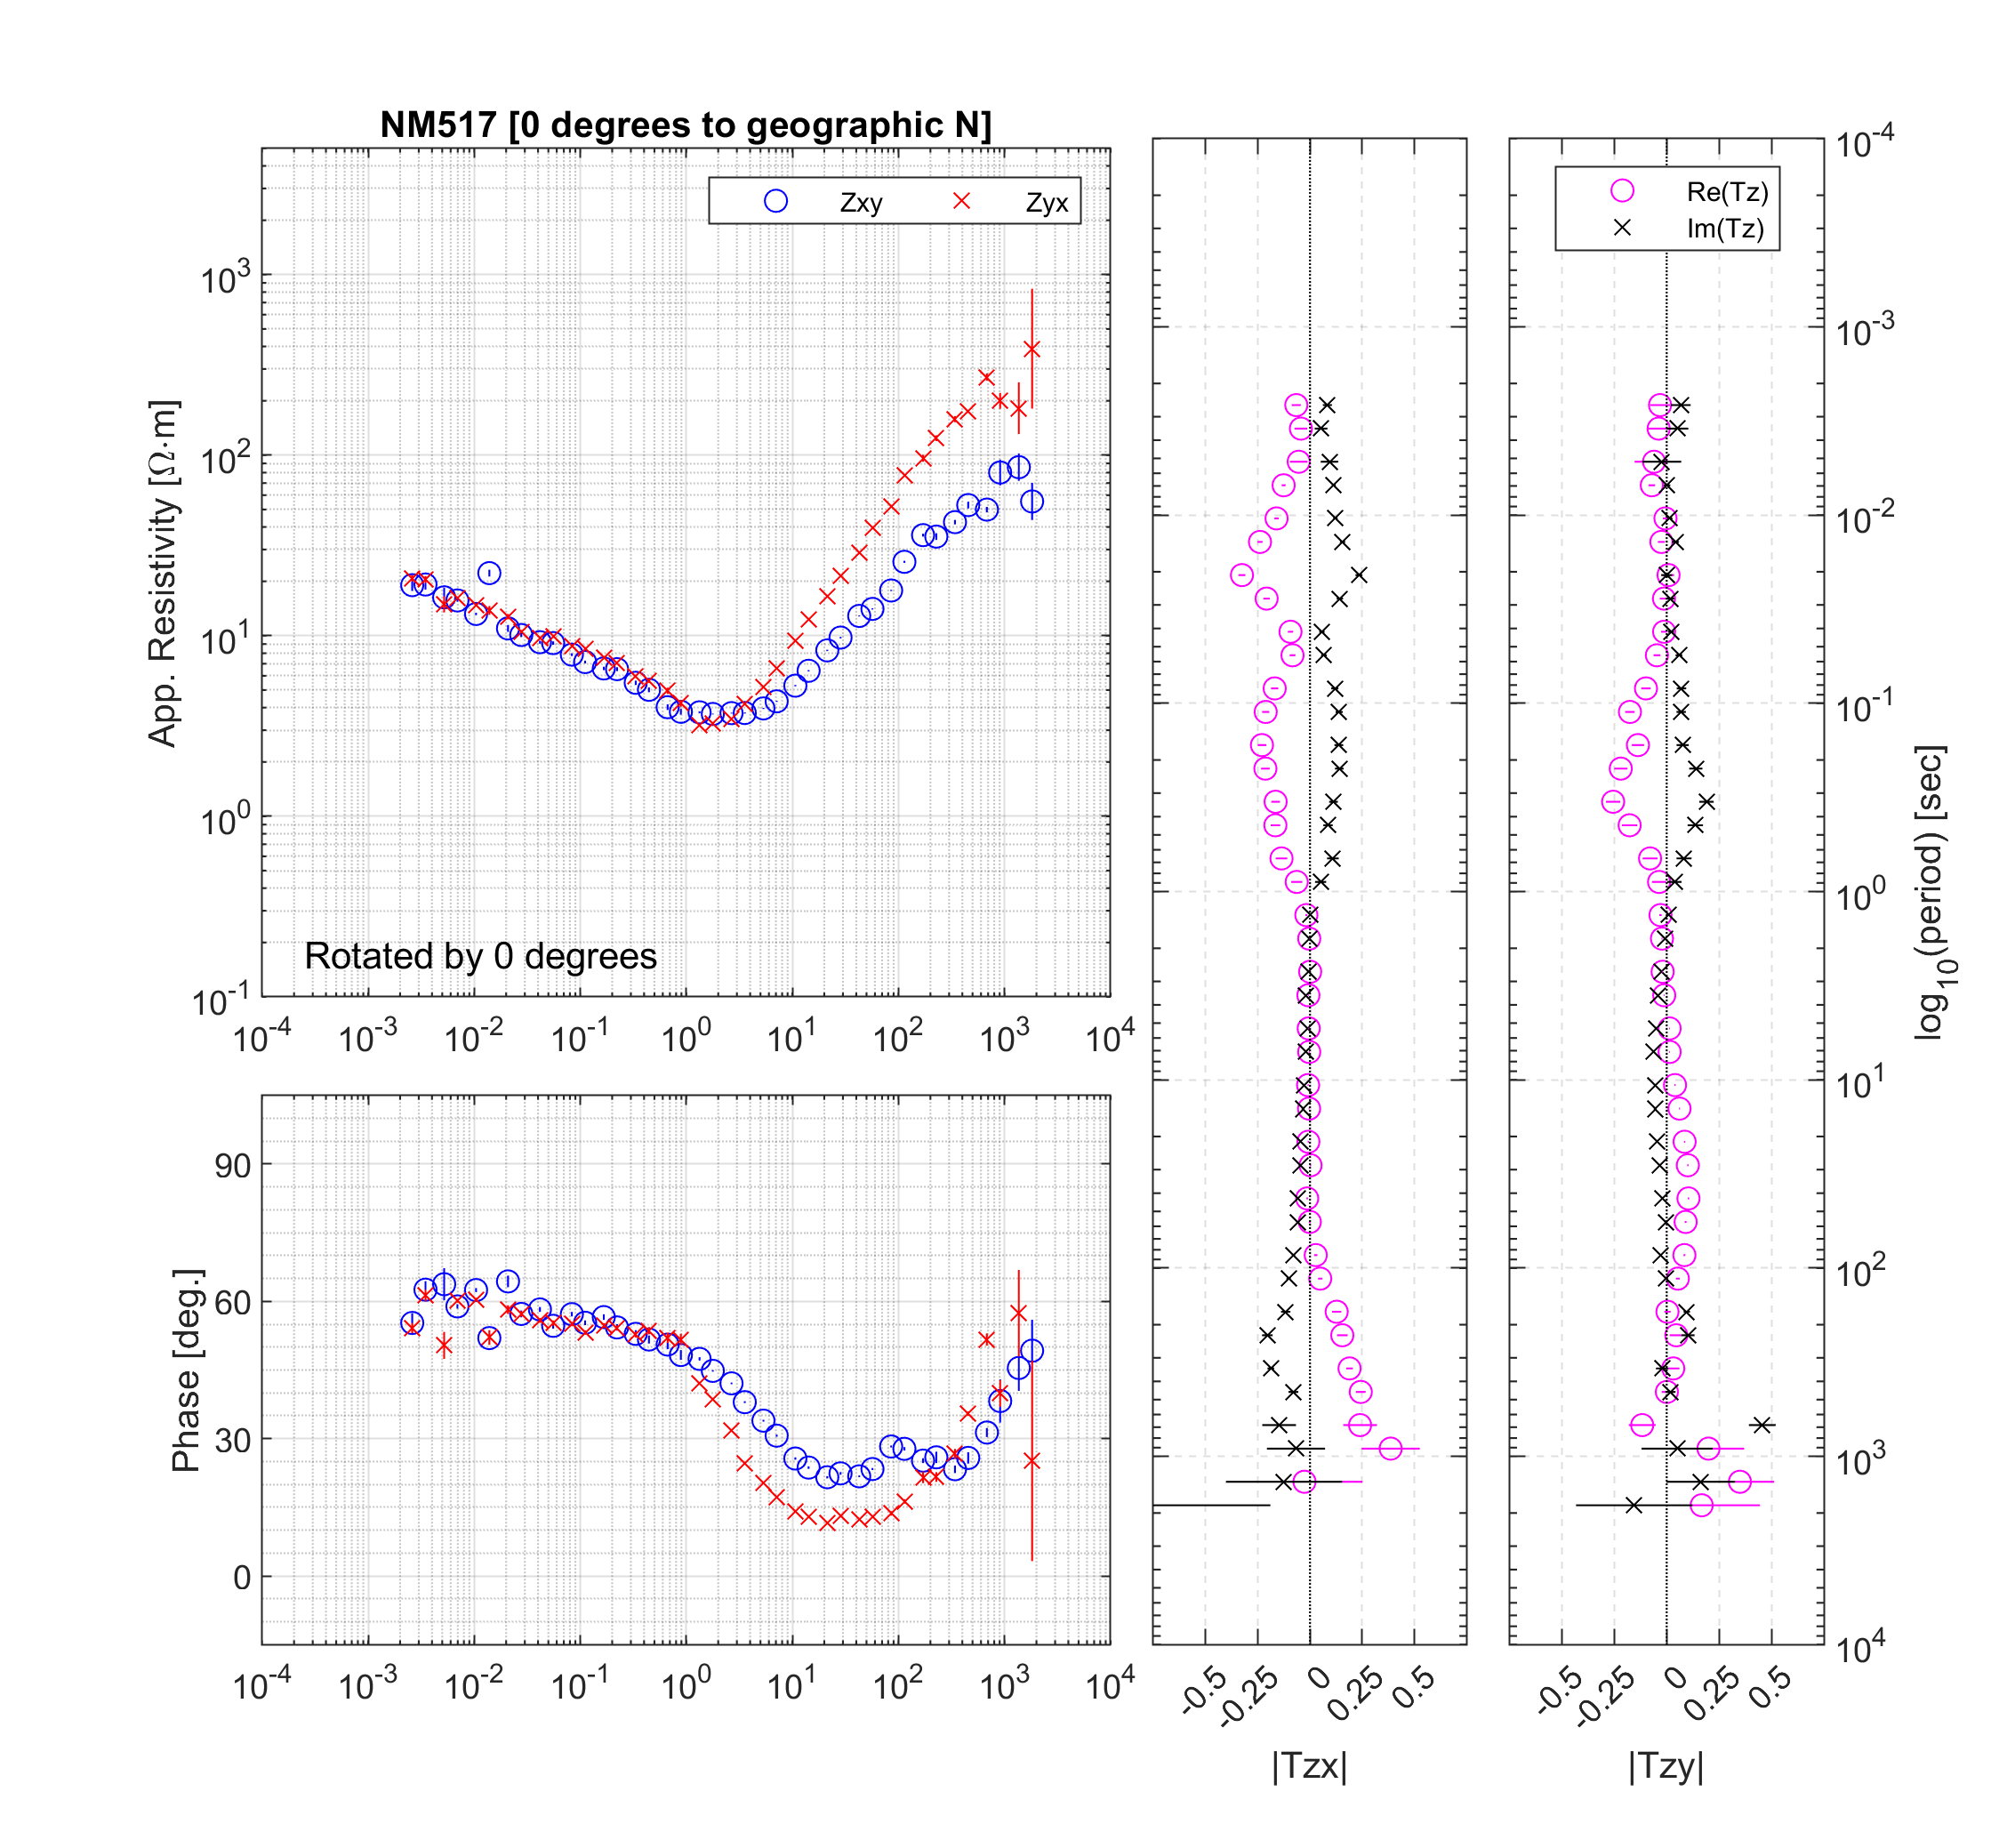 NM517 [0 degrees to geographic N]
Zxy Zyx
App. Resistivity [Ω·m]
10^3
10^2
10^1
10^0
10^-1
Rotated by 0 degrees
10^-4 10^-3 10^-2 10^-1 10^0 10^1 10^2 10^3 10^4
Phase [deg.]
90
60
30
0
10^-4 10^-3 10^-2 10^-1 10^0 10^1 10^2 10^3 10^4
-0.5 -0.25 0 0.25 0.5
|Tzx|
Re(Tz)
Im(Tz)
-0.5 -0.25 0 0.25 0.5
|Tzy|
10^-4
10^-3
10^-2
10^-1
10^0
10^1
10^2
10^3
10^4
log_10(period) [sec]